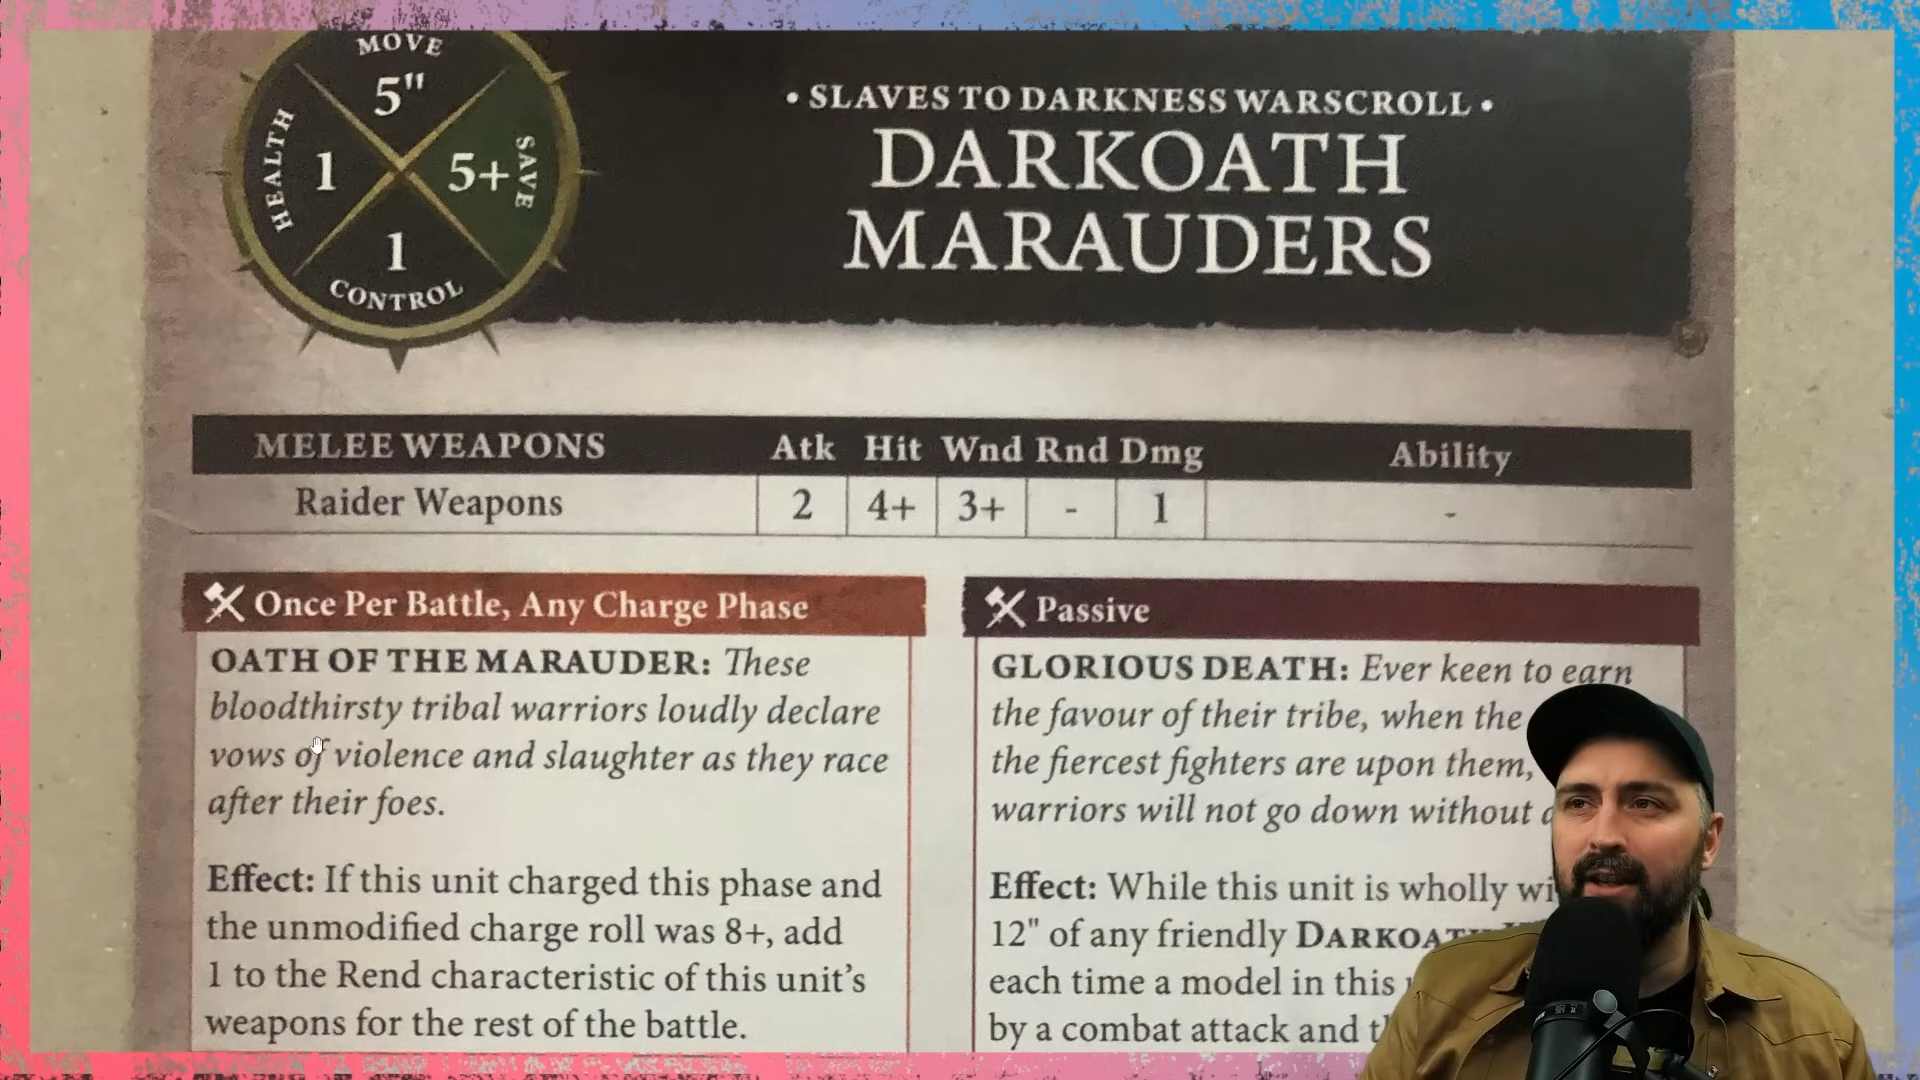 MOVE
5"
HEALTH
1
5+
SAVE
1
CONTROL
• SLAVES TO DARKNESS WARSCROLL •
DARKOATH
MARAUDERS
MELEE WEAPONS Atk Hit Wnd Rnd Dmg Ability
Raider Weapons 2 4+ 3+ - 1 -
Once Per Battle, Any Charge Phase
OATH OF THE MARAUDER: These
bloodthirsty tribal warriors loudly declare
vows of violence and slaughter as they race
after their foes.
Effect: If this unit charged this phase and
the unmodified charge roll was 8+, add
1 to the Rend characteristic of this unit's
weapons for the rest of the battle.
Passive
GLORIOUS DEATH: Ever keen to earn
the favour of their tribe, when the
the fiercest fighters are upon them,
warriors will not go down without
Effect: While this unit is wholly
12" of any friendly
each time a model in this
by a combat attack and